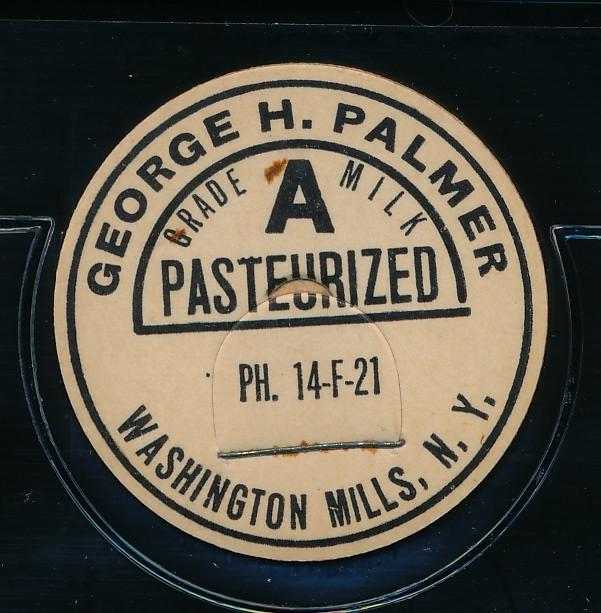 GEORGE H. PALMER
GRADE A MILK
PASTEURIZED
PH. 14-F-21
WASHINGTON MILLS, N. Y.